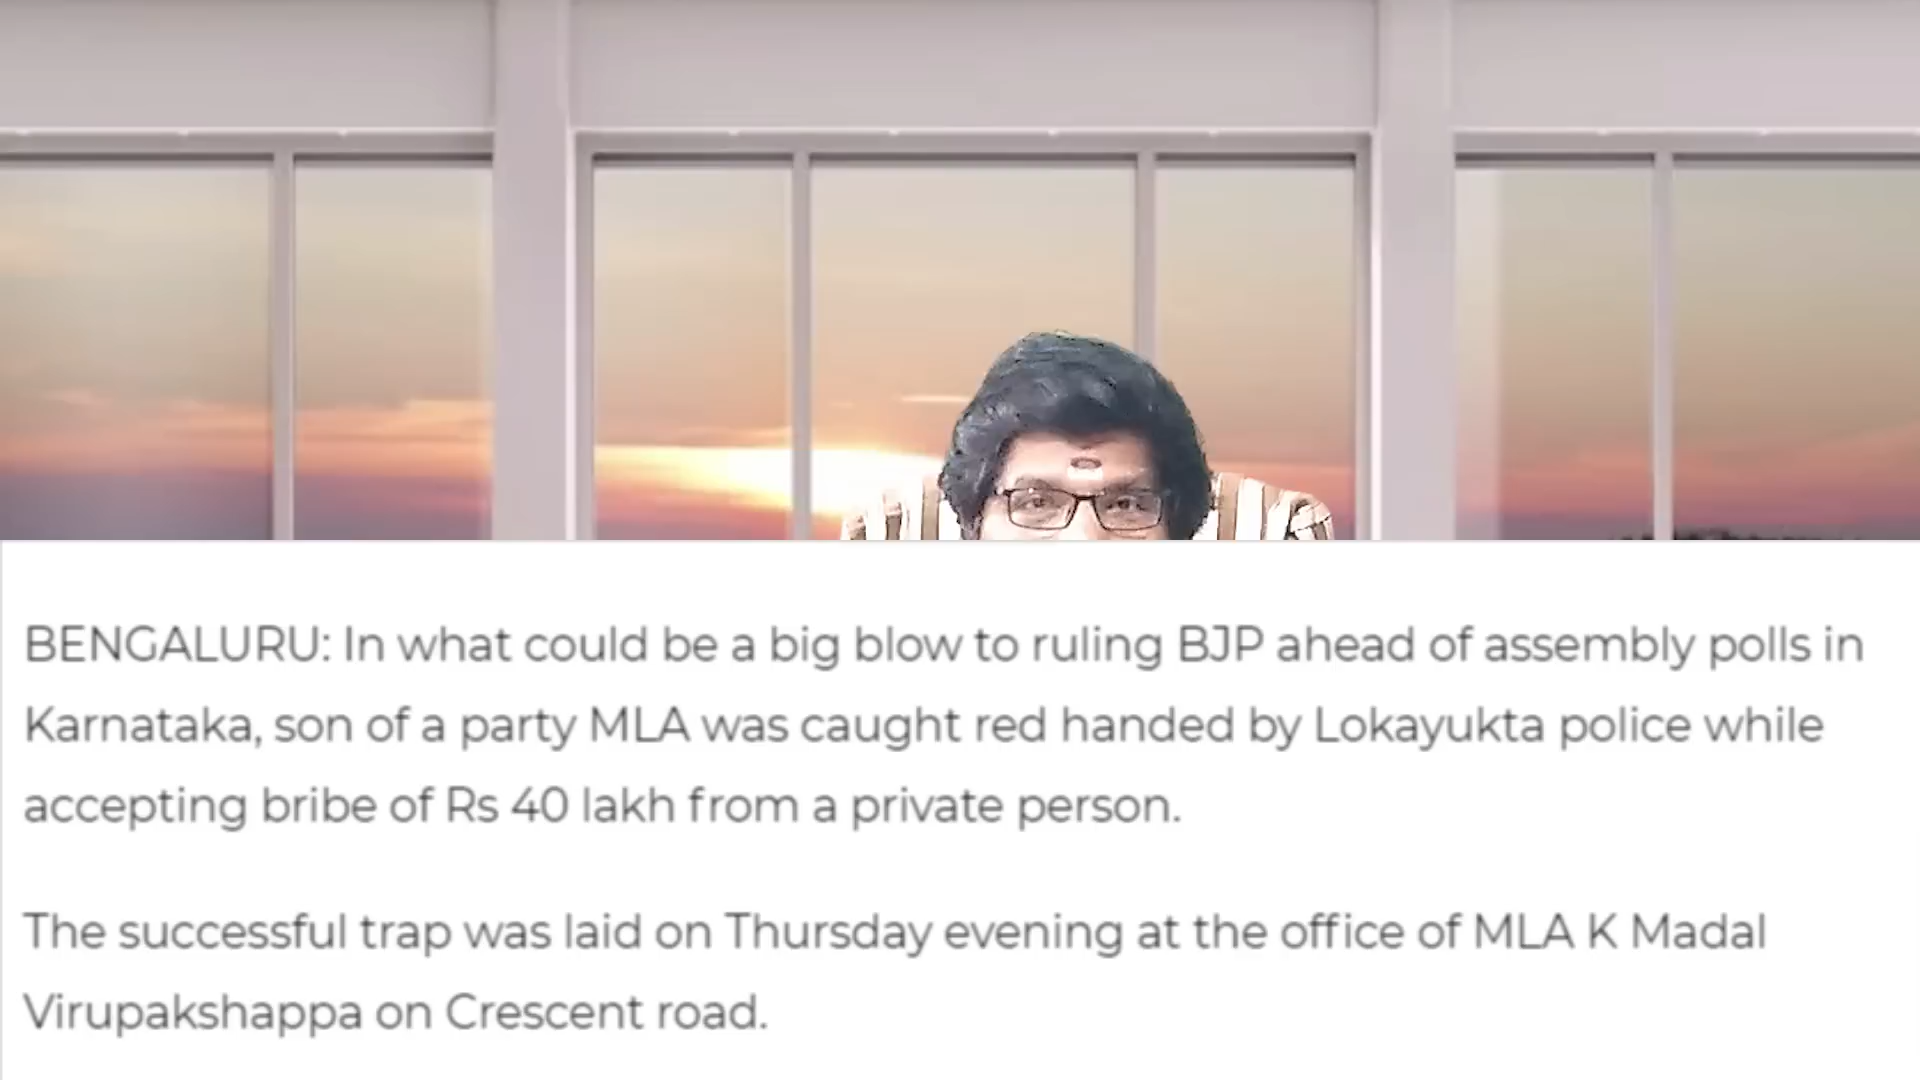 BENGALURU: In what could be a big blow to ruling BJP ahead of assembly polls in
Karnataka, son of a party MLA was caught red handed by Lokayukta police while
accepting bribe of Rs 40 lakh from a private person.
The successful trap was laid on Thursday evening at the office of MLA K Madal
Virupakshappa on Crescent road.